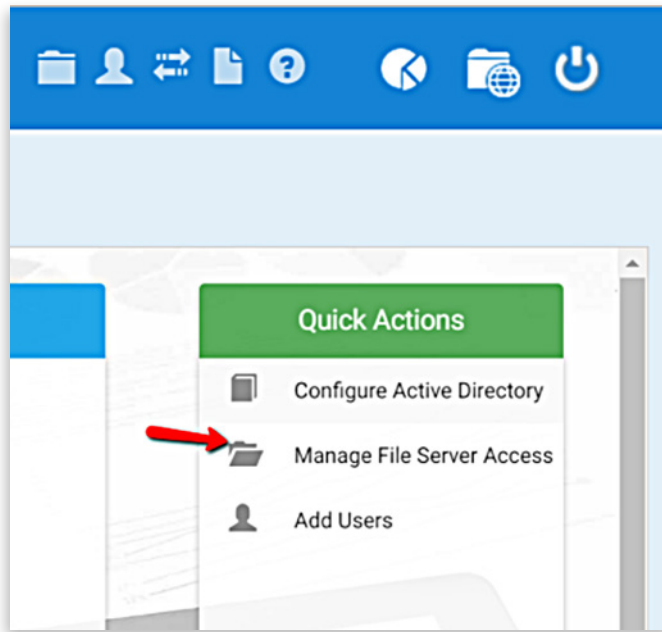 Quick Actions
Configure Active Directory
Manage File Server Access
Add Users